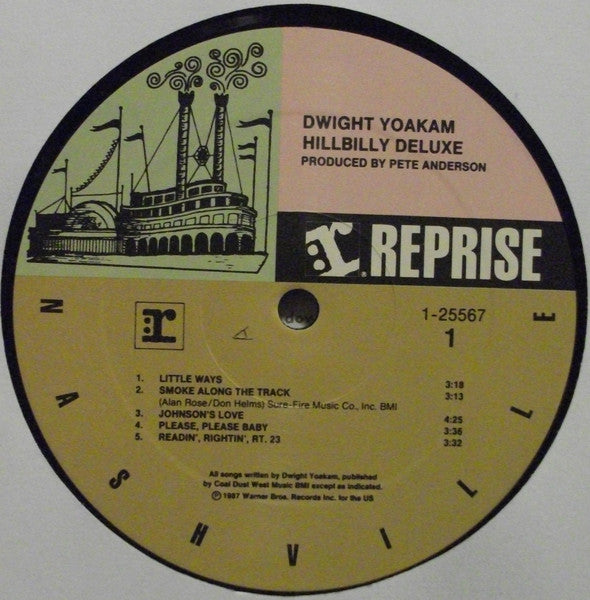 DWIGHT YOAKAM
HILLBILLY DELUXE
PRODUCED BY PETE ANDERSON
r. REPRISE
r
1-25567
1
1. LITTLE WAYS 3:18
2. SMOKE ALONG THE TRACK 3:13
(Alan Rose/Don Helms) Sure-Fire Music Co., Inc. BMI
3. JOHNSON'S LOVE 4:25
4. PLEASE, PLEASE BABY 3:36
5. READIN', RIGHTIN', RT. 23 3:32
All songs written by Dwight Yoakam, published
by Coal Dust West Music BMI except as indicated.
℗ 1987 Warner Bros. Records Inc. for the US
NASHVILLE